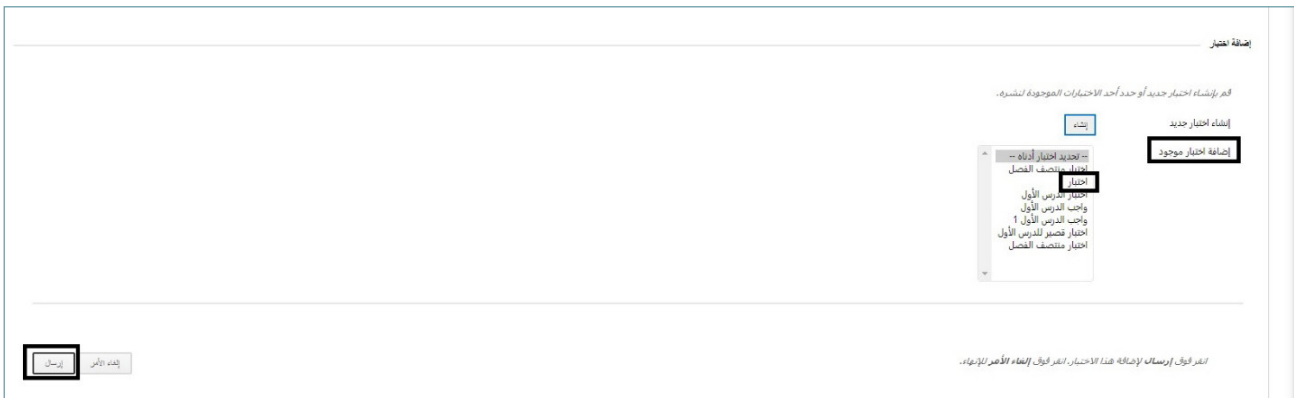 إضافة اختبار
قم بإنشاء اختبار جديد أو حدد أحد الاختبارات الموجودة لنشره.
إنشاء اختبار جديد
إنشاء
إضافة اختبار موجود
-- تحديد اختبار أدناه --
اختبار منتصف الفصل
اختبار
اختبار الدرس الأول
واجب الدرس الأول
واجب الدرس الأول 1
اختبار قصير للدرس الأول
اختبار منتصف الفصل
انقر فوق إرسال لإضافة هذا الاختبار. انقر فوق إلغاء الأمر للإنهاء.
إلغاء الأمر
إرسال